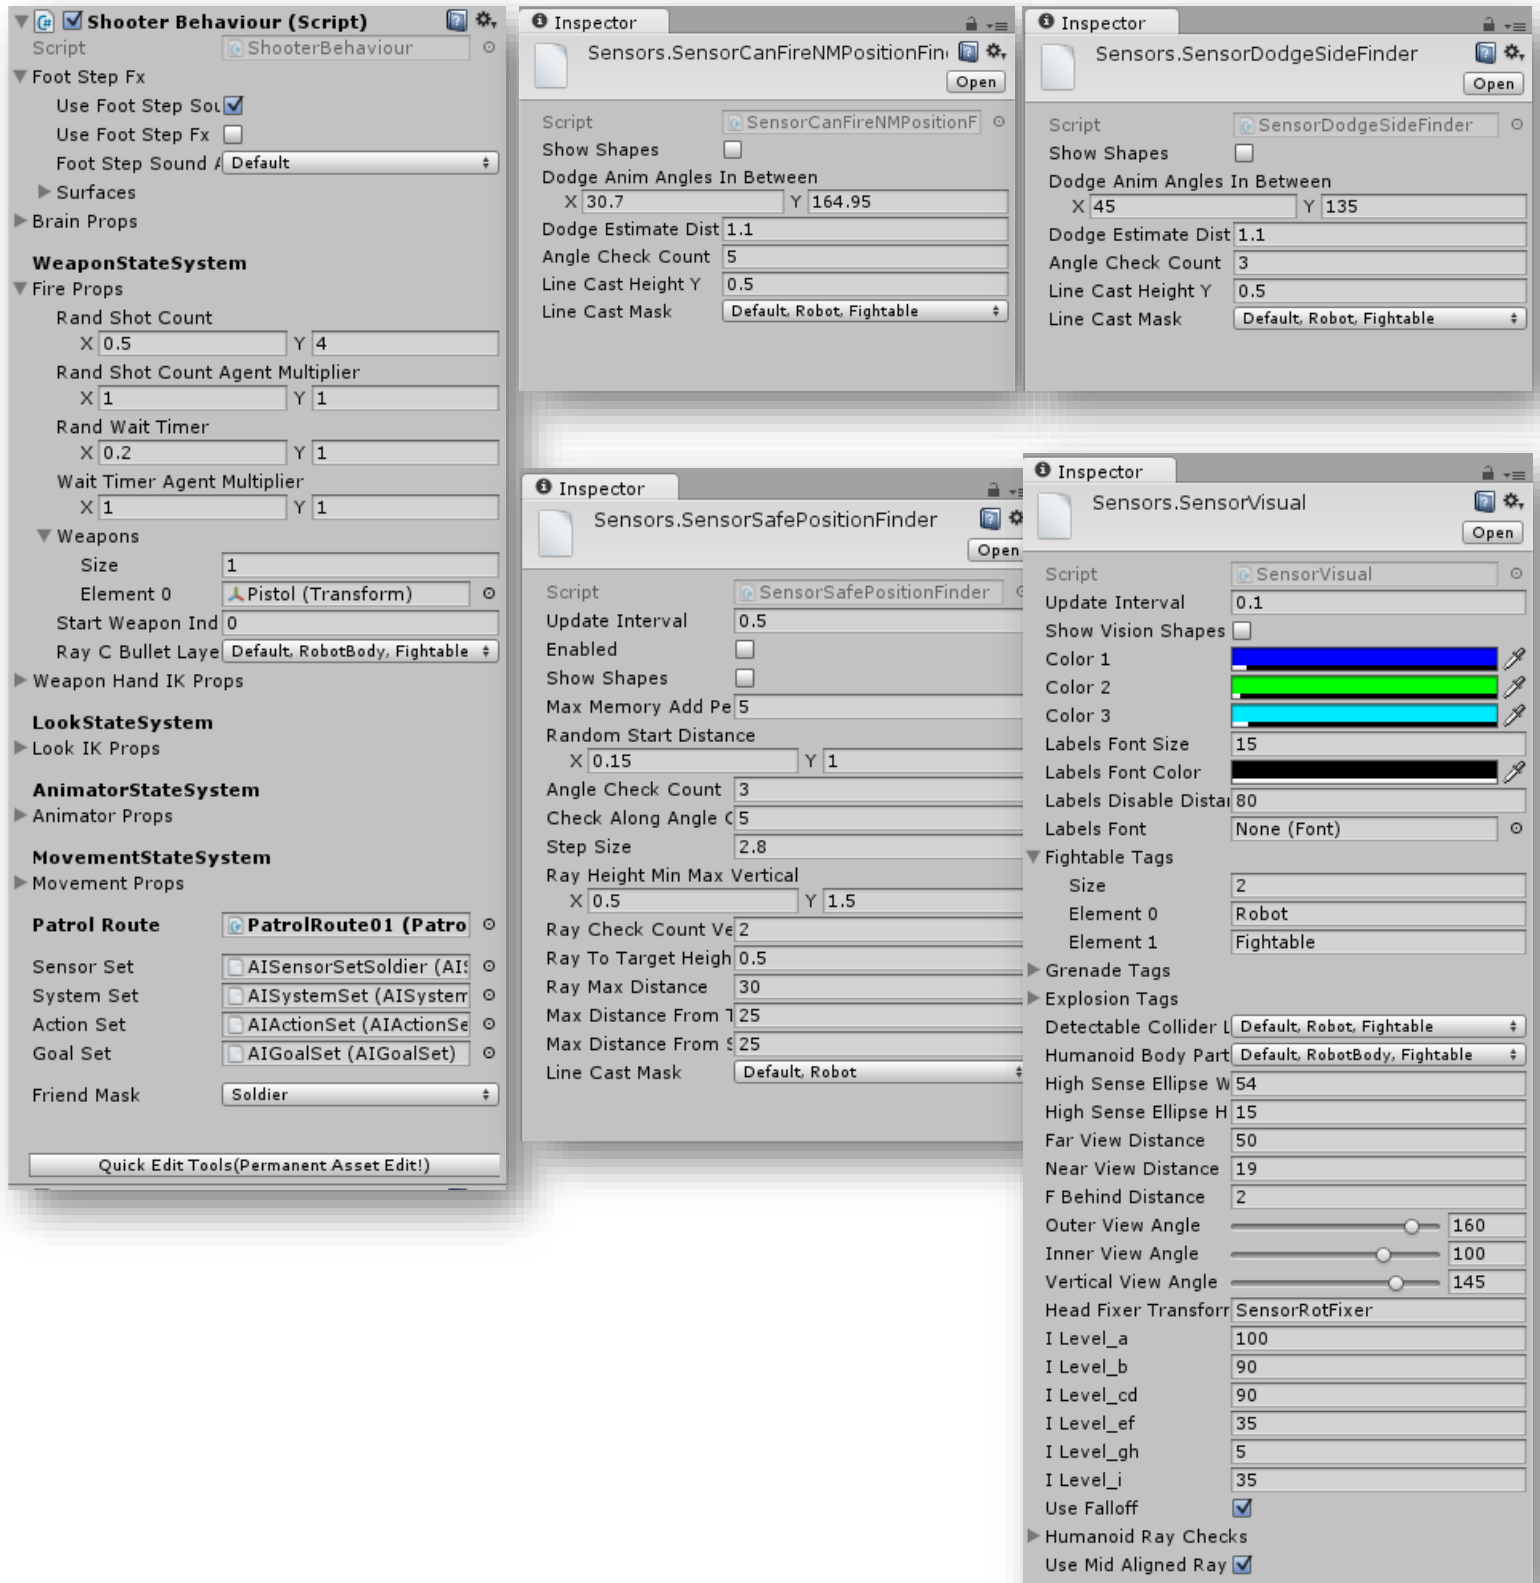 Shooter Behaviour (Script)
Script ShooterBehaviour
Foot Step Fx
Use Foot Step Sou
Use Foot Step Fx
Foot Step Sound A Default
Surfaces
Brain Props
WeaponStateSystem
Fire Props
Rand Shot Count
X 0.5 Y 4
Rand Shot Count Agent Multiplier
X 1 Y 1
Rand Wait Timer
X 0.2 Y 1
Wait Timer Agent Multiplier
X 1 Y 1
Weapons
Size 1
Element 0 Pistol (Transform)
Start Weapon Ind 0
Ray C Bullet Laye Default, RobotBody, Fightable
Weapon Hand IK Props
LookStateSystem
Look IK Props
AnimatorStateSystem
Animator Props
MovementStateSystem
Movement Props
Patrol Route PatrolRoute01 (Patro
Sensor Set AISensorSetSoldier (AIS
System Set AISystemSet (AISystem
Action Set AIActionSet (AIActionSe
Goal Set AIGoalSet (AIGoalSet)
Friend Mask Soldier
Quick Edit Tools(Permanent Asset Edit!)
Inspector
Sensors.SensorCanFireNMPositionFin
Open
Script SensorCanFireNMPositionF
Show Shapes
Dodge Anim Angles In Between
X 30.7 Y 164.95
Dodge Estimate Dist 1.1
Angle Check Count 5
Line Cast Height Y 0.5
Line Cast Mask Default, Robot, Fightable
Inspector
Sensors.SensorDodgeSideFinder
Open
Script SensorDodgeSideFinder
Show Shapes
Dodge Anim Angles In Between
X 45 Y 135
Dodge Estimate Dist 1.1
Angle Check Count 3
Line Cast Height Y 0.5
Line Cast Mask Default, Robot, Fightable
Inspector
Sensors.SensorSafePositionFinder
Open
Script SensorSafePositionFinder
Update Interval 0.5
Enabled
Show Shapes
Max Memory Add Pe 5
Random Start Distance
X 0.15 Y 1
Angle Check Count 3
Check Along Angle C 5
Step Size 2.8
Ray Height Min Max Vertical
X 0.5 Y 1.5
Ray Check Count Ve 2
Ray To Target Heigh 0.5
Ray Max Distance 30
Max Distance From T 25
Max Distance From S 25
Line Cast Mask Default, Robot
Inspector
Sensors.SensorVisual
Open
Script SensorVisual
Update Interval 0.1
Show Vision Shapes
Color 1
Color 2
Color 3
Labels Font Size 15
Labels Font Color
Labels Disable Distar 80
Labels Font None (Font)
Fightable Tags
Size 2
Element 0 Robot
Element 1 Fightable
Grenade Tags
Explosion Tags
Detectable Collider L Default, Robot, Fightable
Humanoid Body Part Default, RobotBody, Fightable
High Sense Ellipse W 54
High Sense Ellipse H 15
Far View Distance 50
Near View Distance 19
F Behind Distance 2
Outer View Angle 160
Inner View Angle 100
Vertical View Angle 145
Head Fixer Transforr SensorRotFixer
I Level_a 100
I Level_b 90
I Level_cd 90
I Level_ef 35
I Level_gh 5
I Level_i 35
Use Falloff
Humanoid Ray Checks
Use Mid Aligned Ray